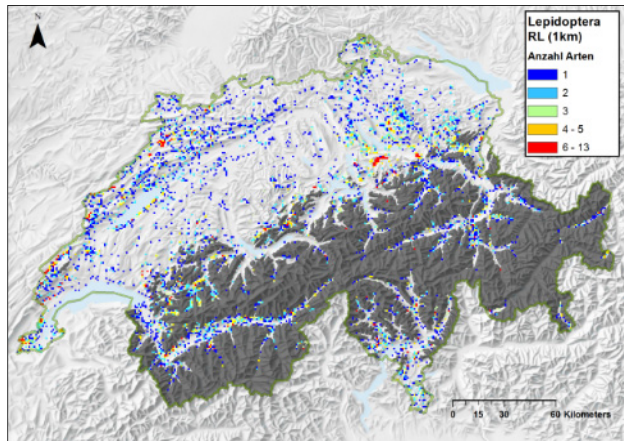 N
Lepidoptera
RL (1km)
Anzahl Arten
1
2
3
4 - 5
6 - 13
0 15 30 60 Kilometers